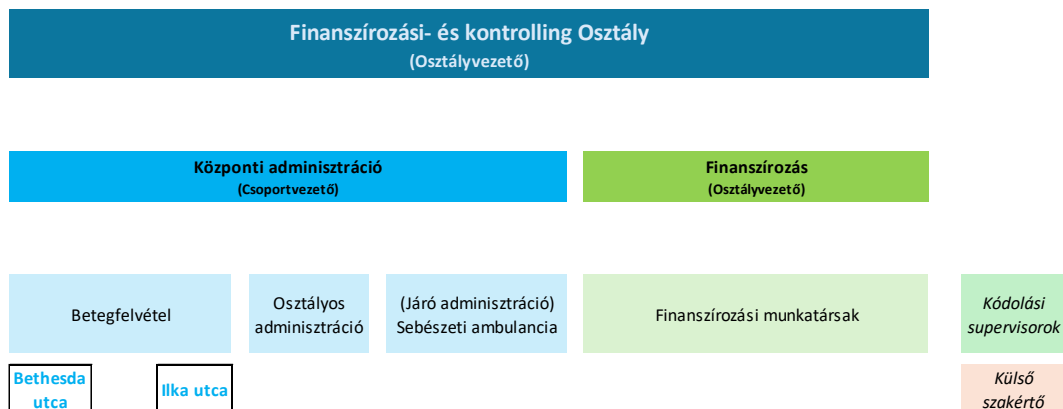 Finanszírozási- és kontrolling Osztály
(Osztályvezető)
Központi adminisztráció
(Csoportvezető)
Finanszírozás
(Osztályvezető)
Betegfelvétel
Osztályos
adminisztráció
(Járó adminisztráció)
Sebészeti ambulancia
Finanszírozási munkatársak
Kódolási
supervisorok
Bethesda
utca
Ilka utca
Külső
szakértő